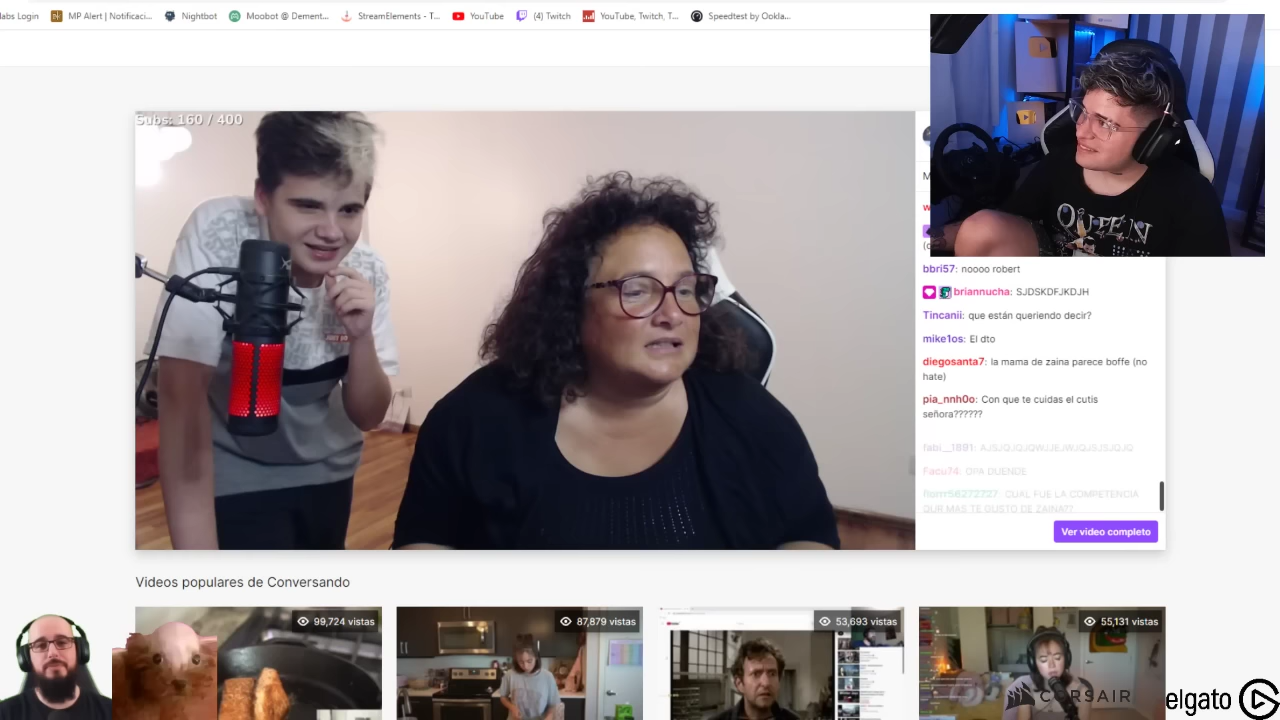 labs Login
MP Alert | Notificaci...
Nightbot
Moobot @ Dement...
StreamElements - T...
YouTube
(4) Twitch
YouTube, Twitch, T...
Speedtest by Ookla...
Subs: 160 / 400
QUEEN
M
w
(c
bbri57: noooo robert
briannucha: SJDSKDFJKDJH
Tincanii: que están queriendo decir?
mike1os: El dto
diegosanta7: la mama de zaina parece boffe (no
hate)
pia_nnh0o: Con que te cuidas el cutis
señora??????
fabi__1891:
Facu74: OPA DUENDE
CUAL FUE LA COMPETENCIA
QUR MAS TE GUSTO DE ZAINA??
Ver video completo
Videos populares de Conversando
99,724 vistas
87,879 vistas
53,693 vistas
55,131 vistas
CORSAIR
elgato